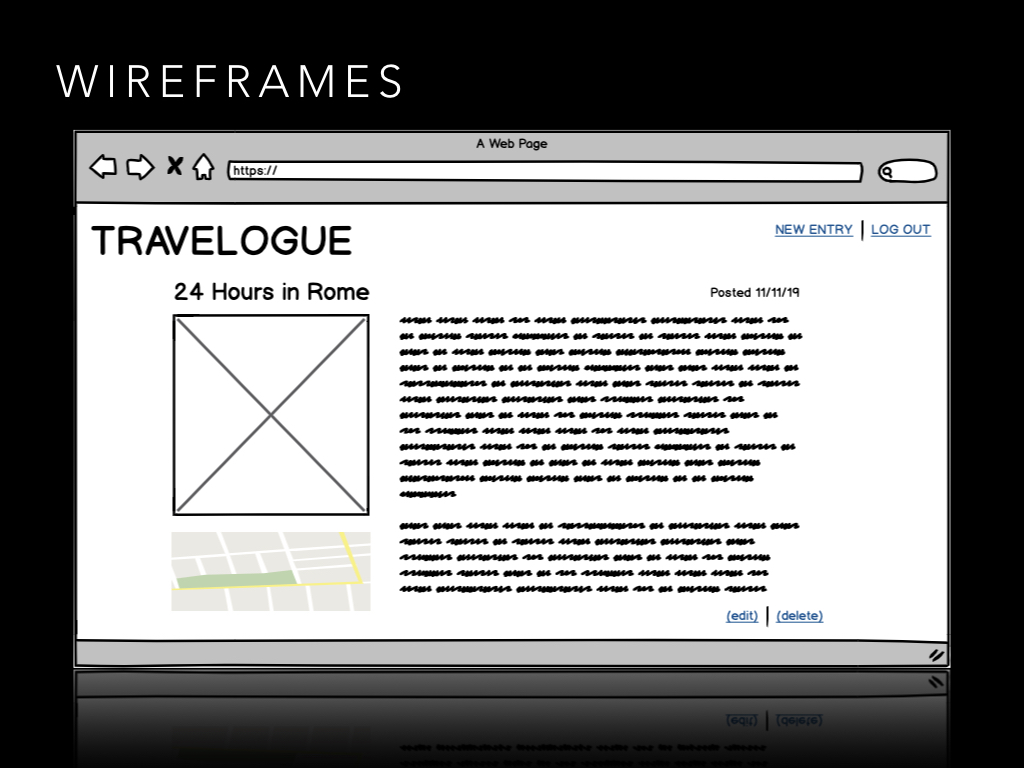 WIREFRAMES
A Web Page
https://
TRAVELOGUE
NEW ENTRY | LOG OUT
24 Hours in Rome
Posted 11/11/19
(edit) | (delete)